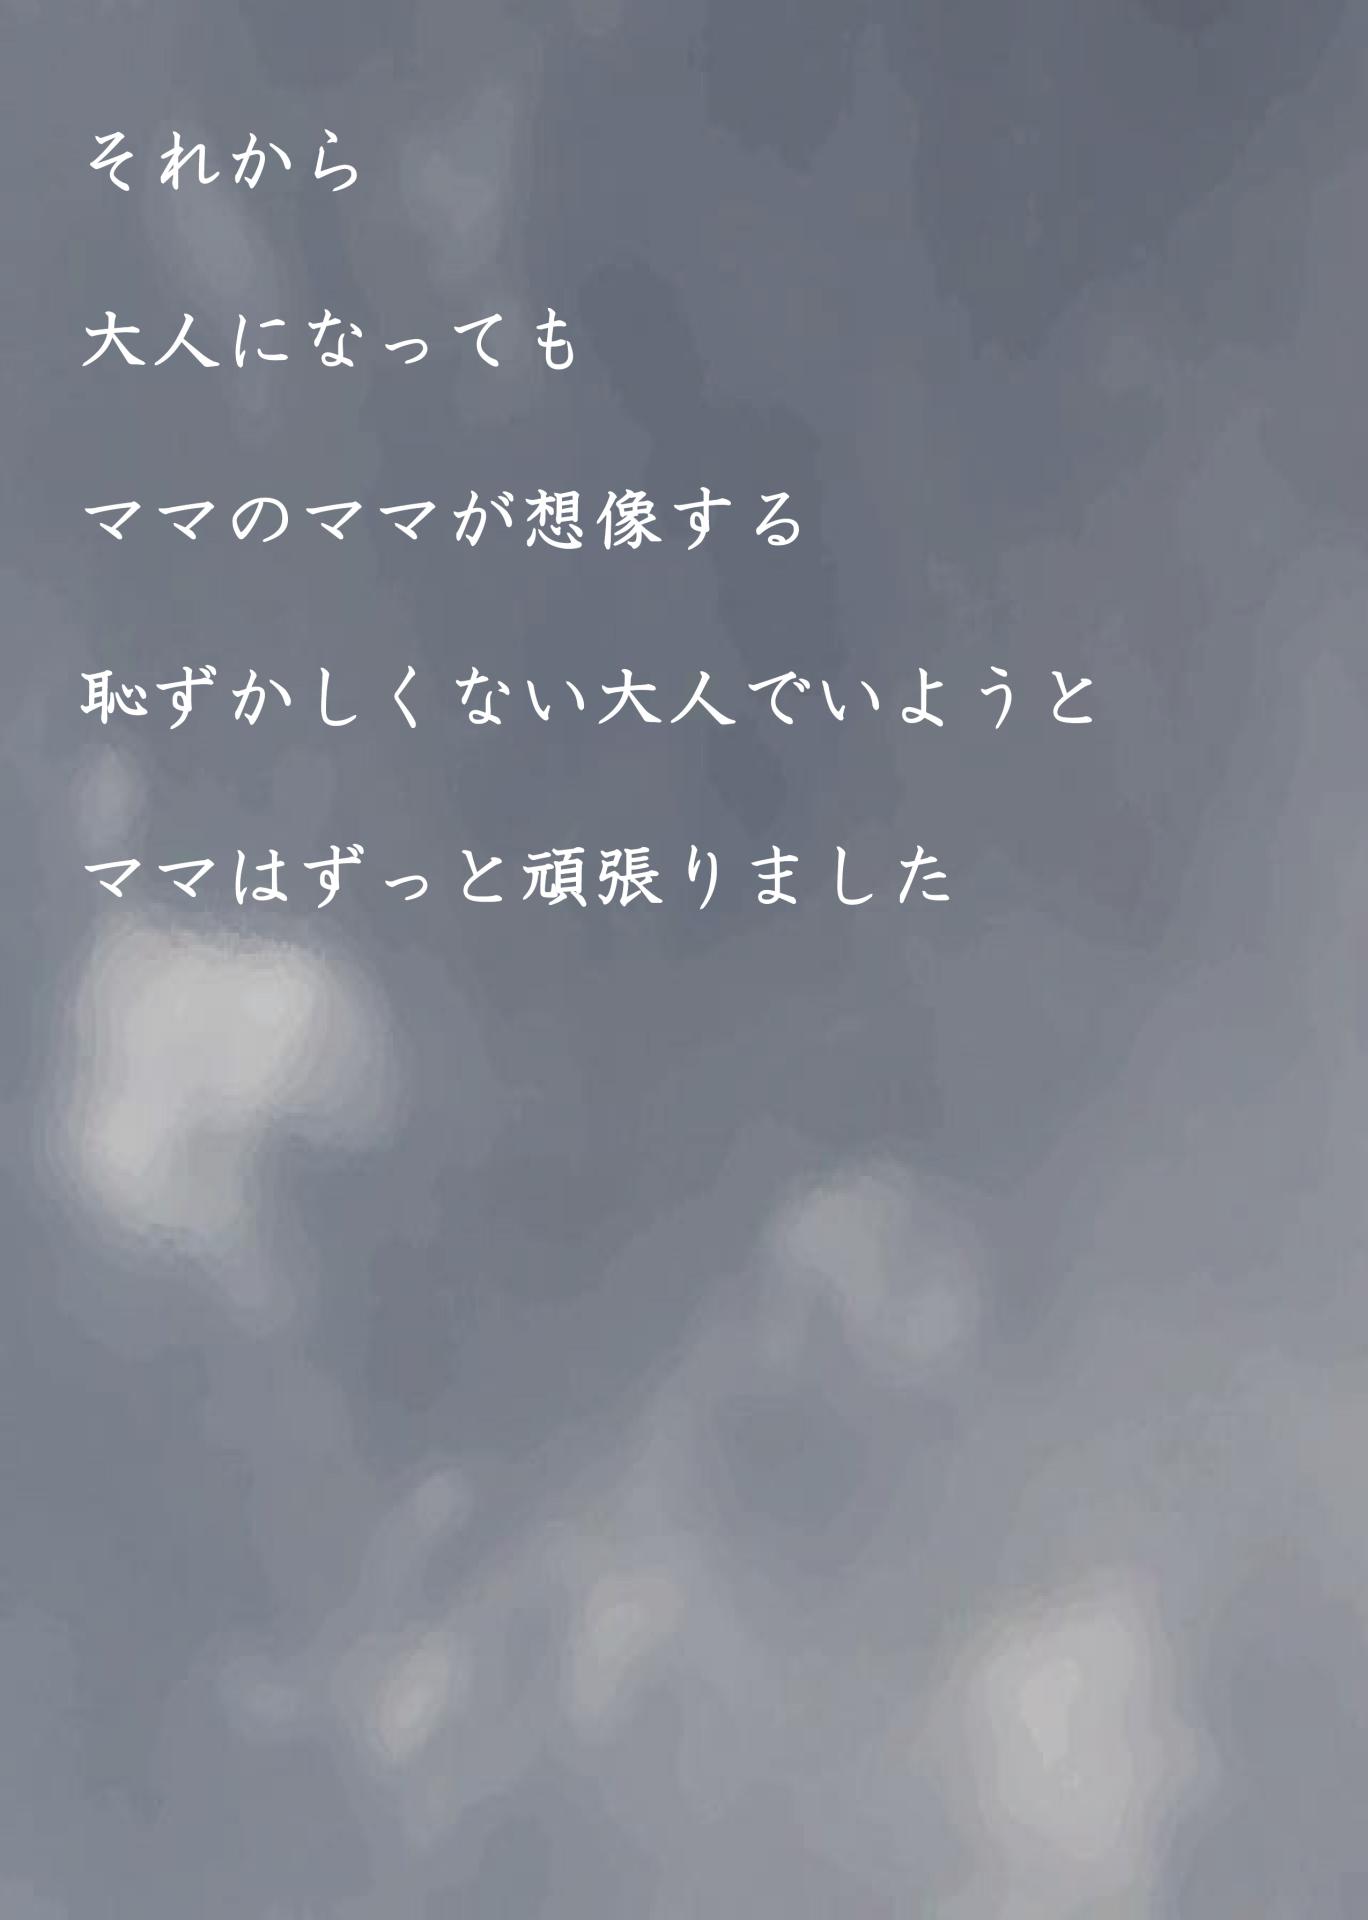 それから
大人になっても
ママのママが想像する
恥ずかしくない大人でいようと
ママはずっと頑張りました